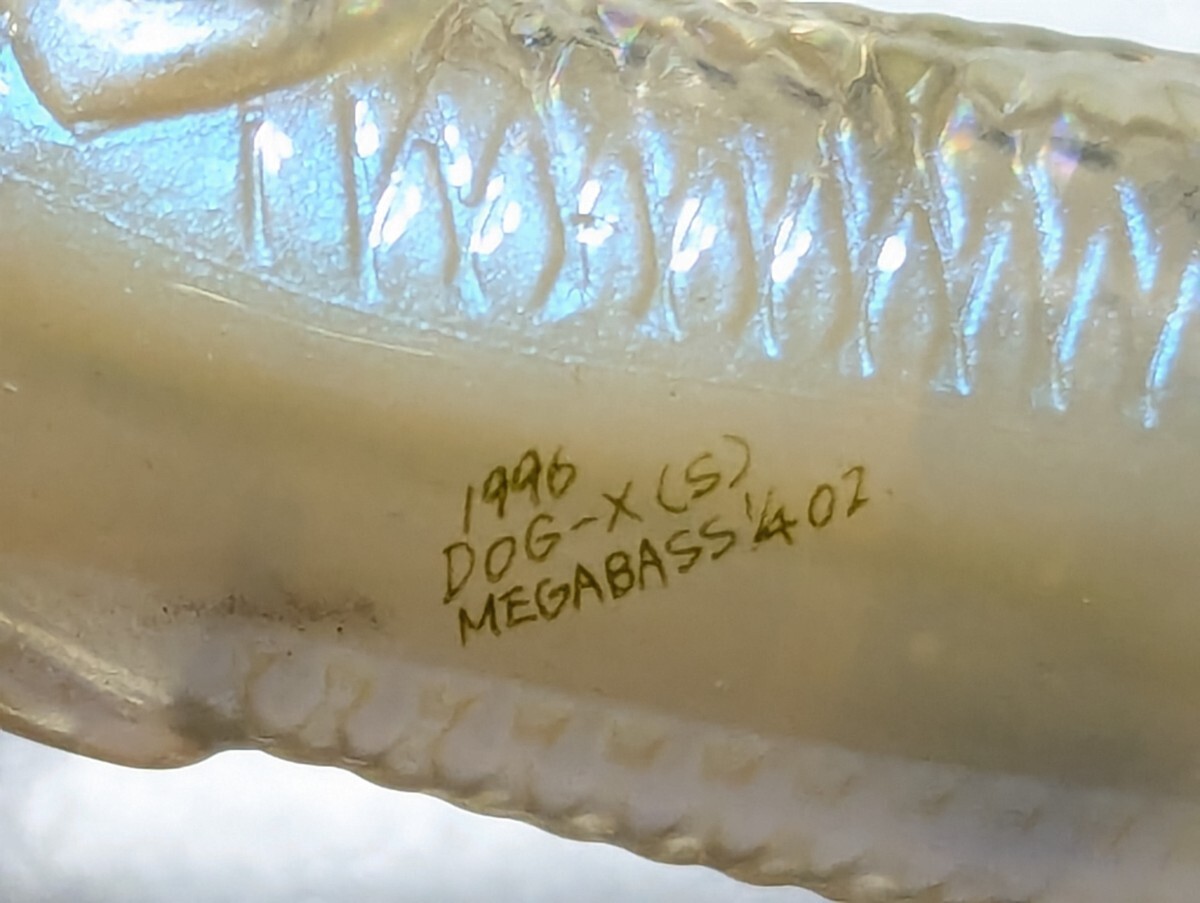 1996
DOG-X (S)
MEGABASS 1/4 OZ